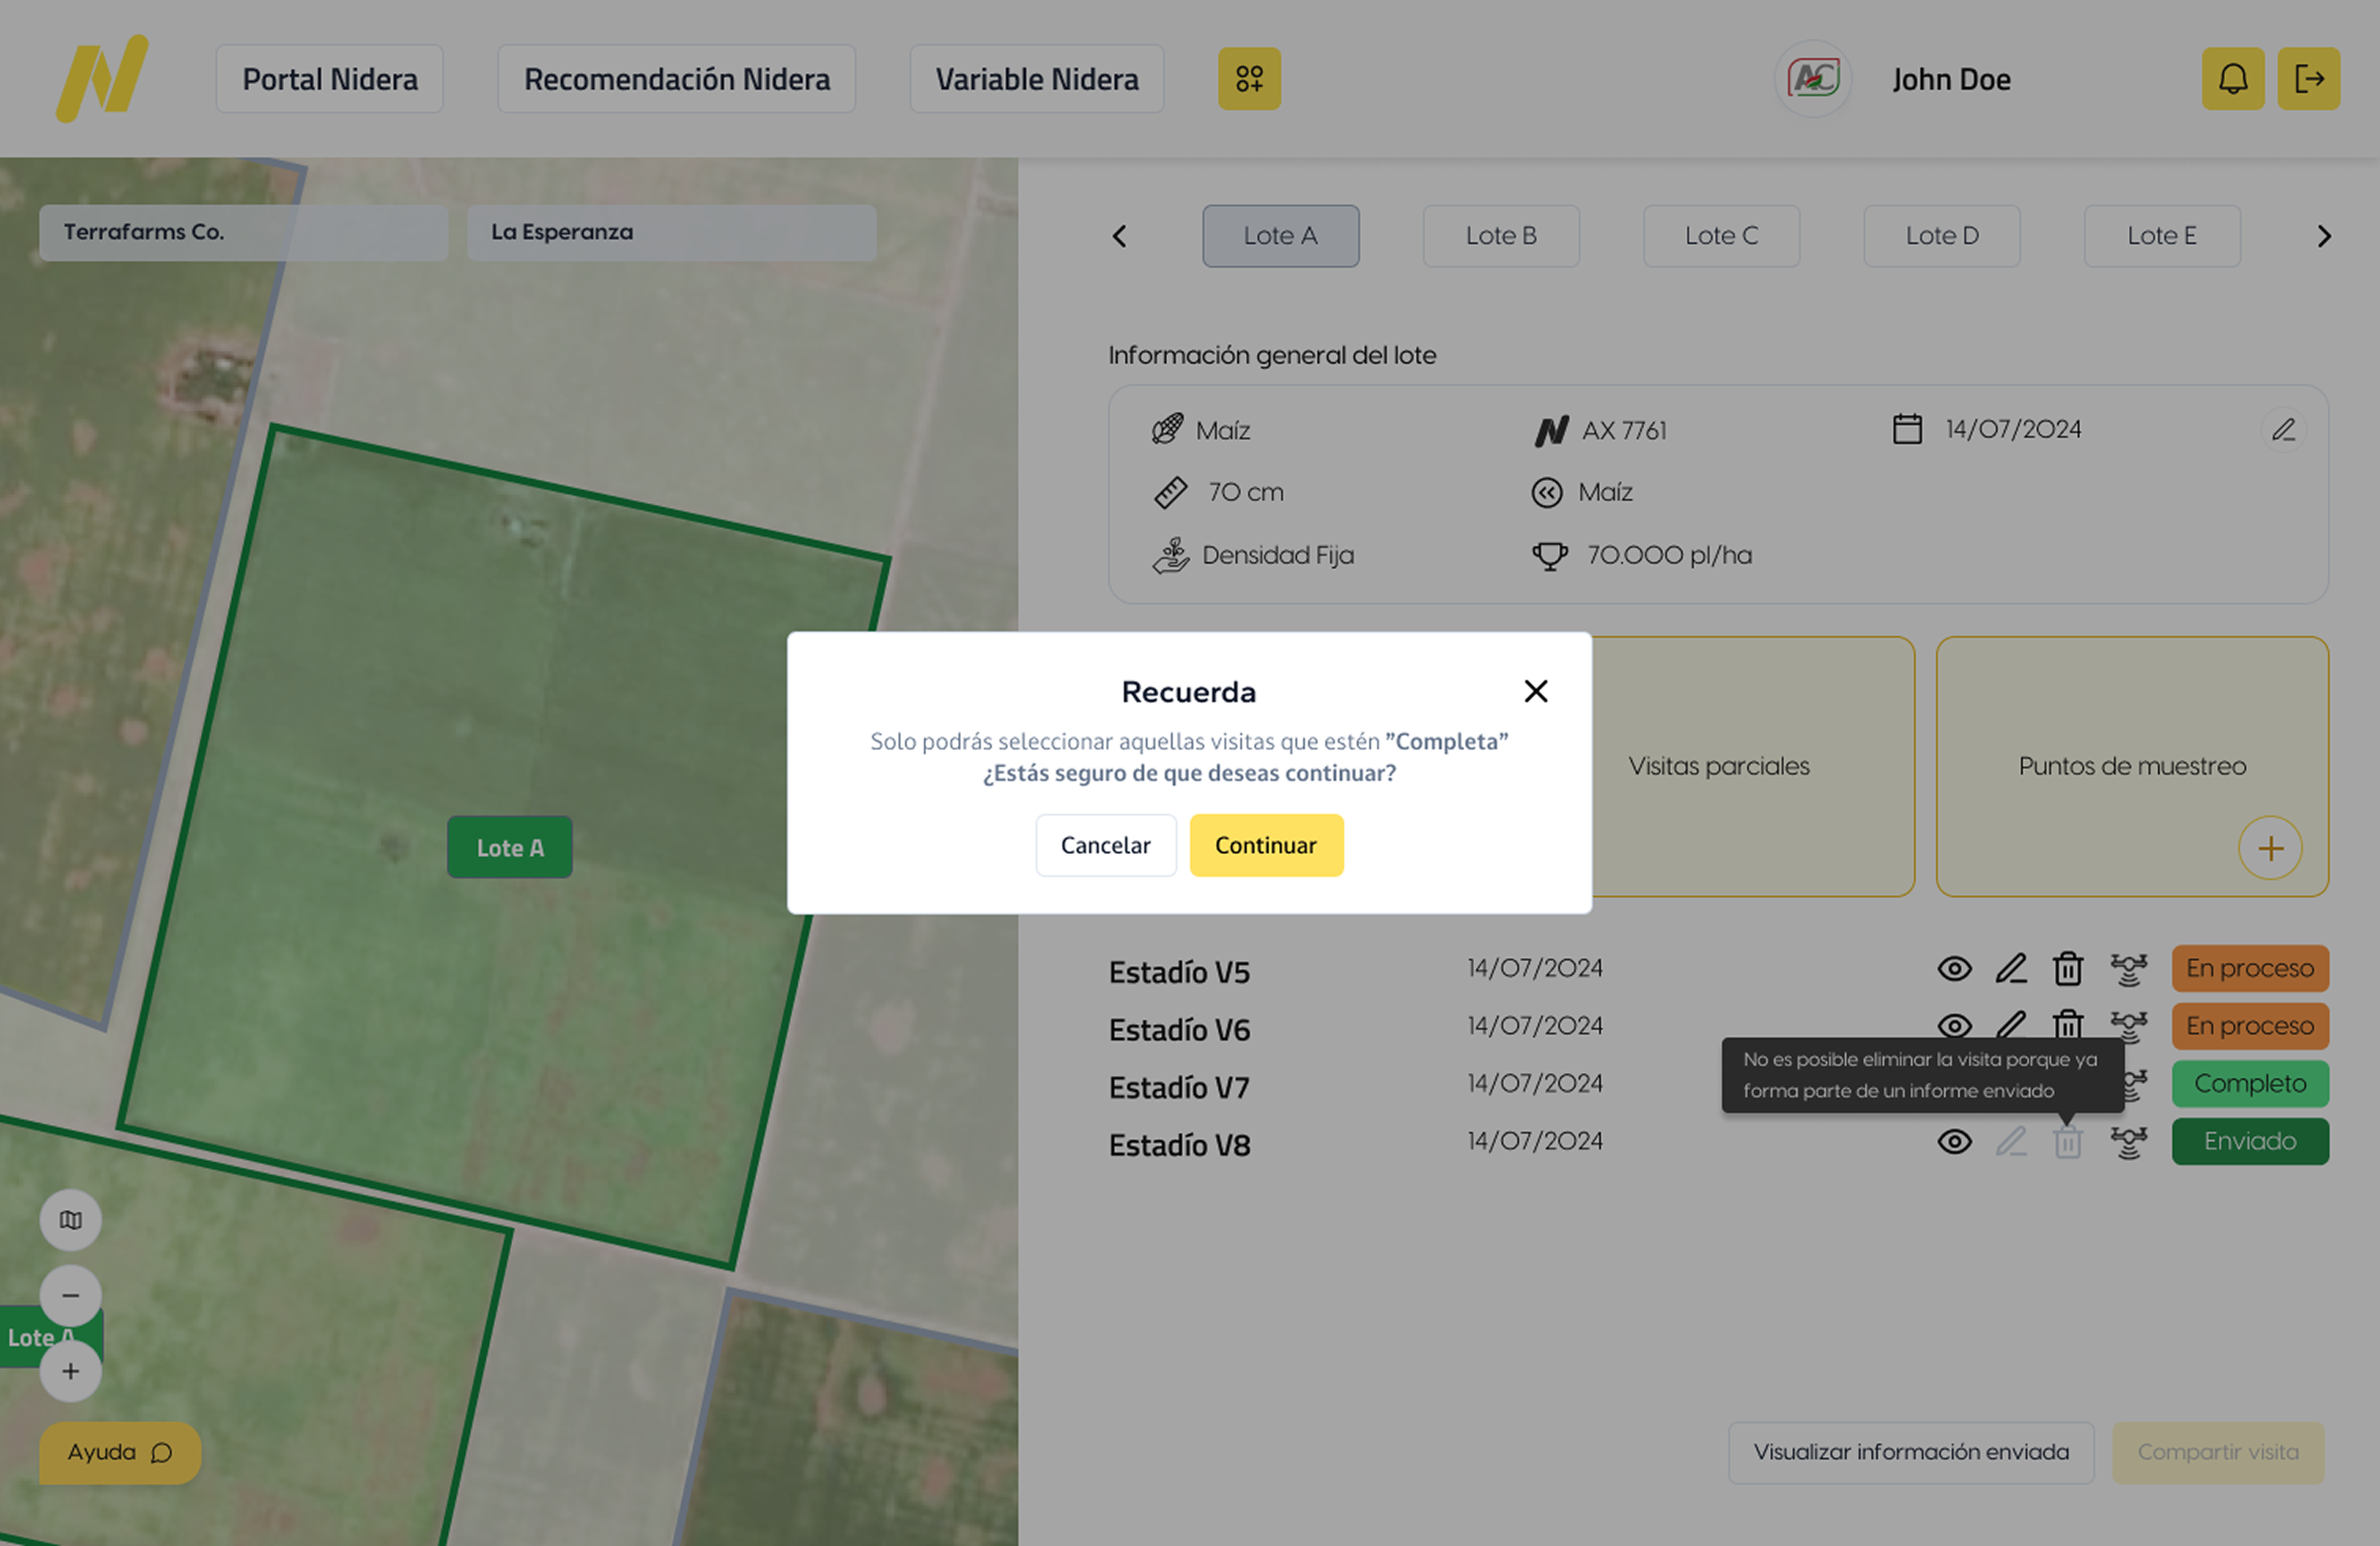 Portal Nidera
Recomendación Nidera
Variable Nidera
AC
John Doe
Terrafarms Co.
La Esperanza
Lote A
Lote B
Lote C
Lote D
Lote E
Información general del lote
Maíz
AX 7761
14/07/2024
70 cm
Maíz
Densidad Fija
70.000 pl/ha
Recuerda
Solo podrás seleccionar aquellas visitas que estén ”Completa”
¿Estás seguro de que deseas continuar?
Cancelar
Continuar
Visitas parciales
Puntos de muestreo
Lote A
Estadío V5
14/07/2024
En proceso
Estadío V6
14/07/2024
En proceso
No es posible eliminar la visita porque ya
forma parte de un informe enviado
Estadío V7
14/07/2024
Completo
Estadío V8
14/07/2024
Enviado
Lote A
Ayuda
Visualizar información enviada
Compartir visita